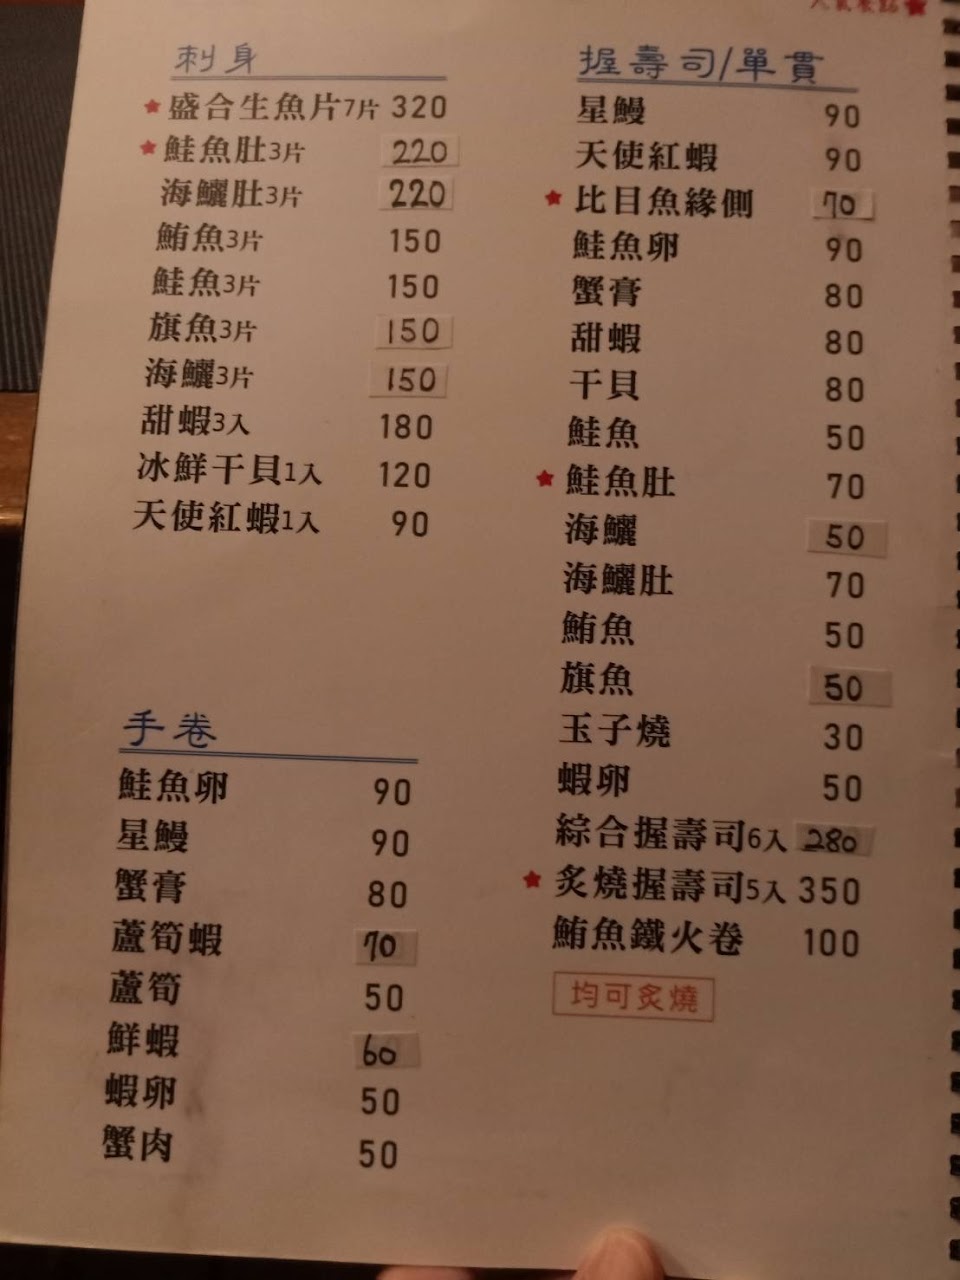 人氣餐點★
刺身
★盛合生魚片7片 320
★鮭魚肚3片 220
海鱺肚3片 220
鮪魚3片 150
鮭魚3片 150
旗魚3片 150
海鱺3片 150
甜蝦3入 180
冰鮮干貝1入 120
天使紅蝦1入 90
手卷
鮭魚卵 90
星鰻 90
蟹膏 80
蘆筍蝦 70
蘆筍 50
鮮蝦 60
蝦卵 50
蟹肉 50
握壽司/單貫
星鰻 90
天使紅蝦 90
★比目魚緣側 70
鮭魚卵 90
蟹膏 80
甜蝦 80
干貝 80
鮭魚 50
★鮭魚肚 70
海鱺 50
海鱺肚 70
鮪魚 50
旗魚 50
玉子燒 30
蝦卵 50
綜合握壽司6入 280
★炙燒握壽司5入 350
鮪魚鐵火卷 100
均可炙燒